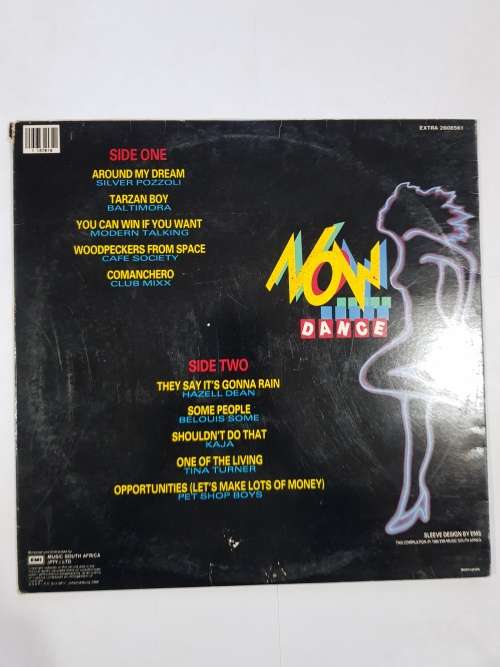 EXTRA 2608561
SIDE ONE
AROUND MY DREAM
SILVER POZZOLI
TARZAN BOY
BALTIMORA
YOU CAN WIN IF YOU WANT
MODERN TALKING
WOODPECKERS FROM SPACE
CAFE SOCIETY
COMANCHERO
CLUB MIXX
NOW
DANCE
SIDE TWO
THEY SAY IT'S GONNA RAIN
HAZELL DEAN
SOME PEOPLE
BELOUIS SOME
SHOULDN'T DO THAT
KAJA
ONE OF THE LIVING
TINA TURNER
OPPORTUNITIES (LET'S MAKE LOTS OF MONEY)
PET SHOP BOYS
SLEEVE DESIGN BY EMS
EMI
MUSIC SOUTH AFRICA
(PTY.) LTD